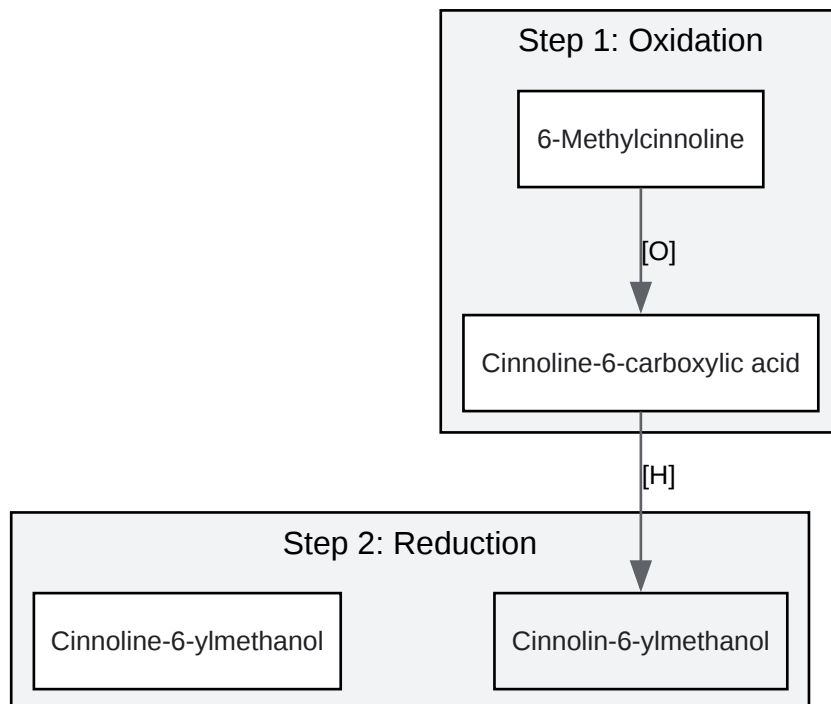 Step 1: Oxidation
6-Methylcinnoline
[O]
Cinnoline-6-carboxylic acid
[H]
Step 2: Reduction
Cinnoline-6-ylmethanol
Cinnolin-6-ylmethanol